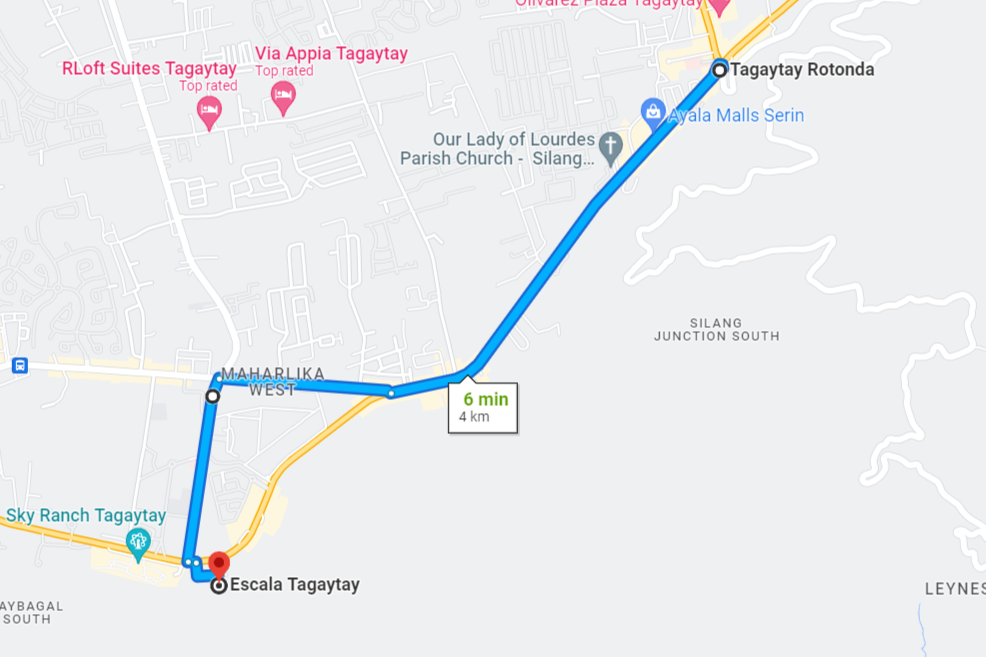 Olivarez Plaza Tagaytay
Via Appia Tagaytay
Top rated
RLoft Suites Tagaytay
Top rated
Tagaytay Rotonda
Ayala Malls Serin
Our Lady of Lourdes
Parish Church - Silang...
SILANG
JUNCTION SOUTH
MAHARLIKA
WEST
6 min
4 km
Sky Ranch Tagaytay
Escala Tagaytay
LEYNES
AYBAGAL
SOUTH